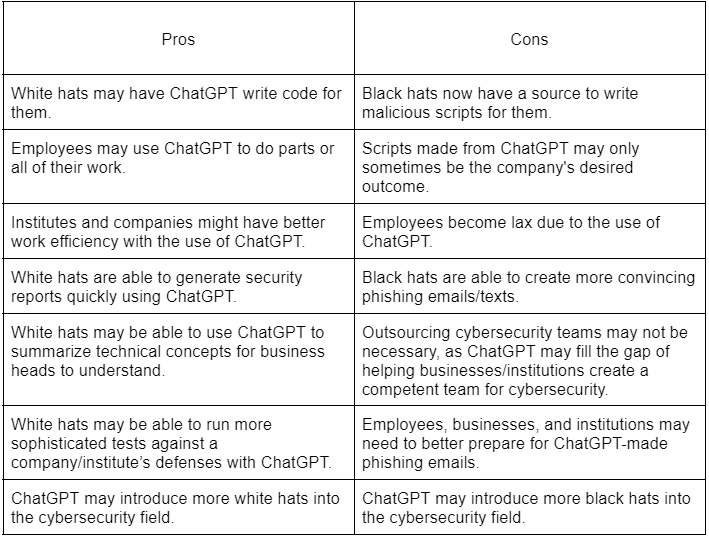 Pros
Cons
White hats may have ChatGPT write code for
them.
Black hats now have a source to write
malicious scripts for them.
Employees may use ChatGPT to do parts or
all of their work.
Scripts made from ChatGPT may only
sometimes be the company's desired
outcome.
Institutes and companies might have better
work efficiency with the use of ChatGPT.
Employees become lax due to the use of
ChatGPT.
White hats are able to generate security
reports quickly using ChatGPT.
Black hats are able to create more convincing
phishing emails/texts.
White hats may be able to use ChatGPT to
summarize technical concepts for business
heads to understand.
Outsourcing cybersecurity teams may not be
necessary, as ChatGPT may fill the gap of
helping businesses/institutions create a
competent team for cybersecurity.
White hats may be able to run more
sophisticated tests against a
company/institute’s defenses with ChatGPT.
Employees, businesses, and institutions may
need to better prepare for ChatGPT-made
phishing emails.
ChatGPT may introduce more white hats into
the cybersecurity field.
ChatGPT may introduce more black hats into
the cybersecurity field.